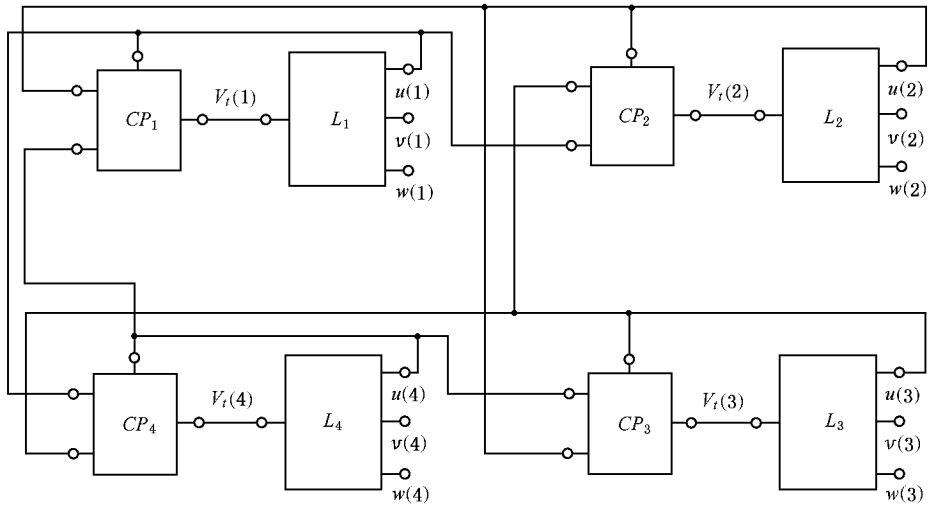 CP₁
Vₜ(1)
L₁
u(1)
v(1)
w(1)
CP₂
Vₜ(2)
L₂
u(2)
v(2)
w(2)
CP₄
Vₜ(4)
L₄
u(4)
v(4)
w(4)
CP₃
Vₜ(3)
L₃
u(3)
v(3)
w(3)